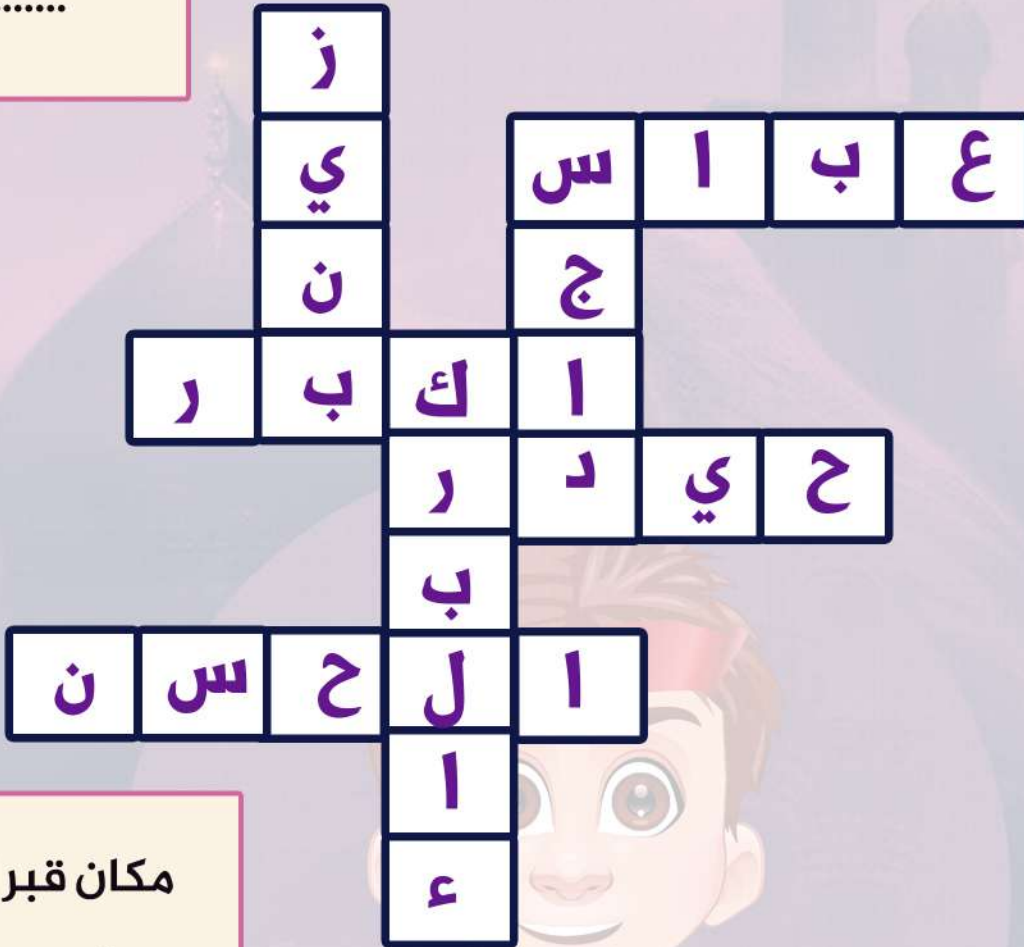 .......
ز
ي س ا ب ع
ن ج
ا ك ب ر
ح ي د ر
ب
ا ل ح س ن
ا
ء
مكان قبر